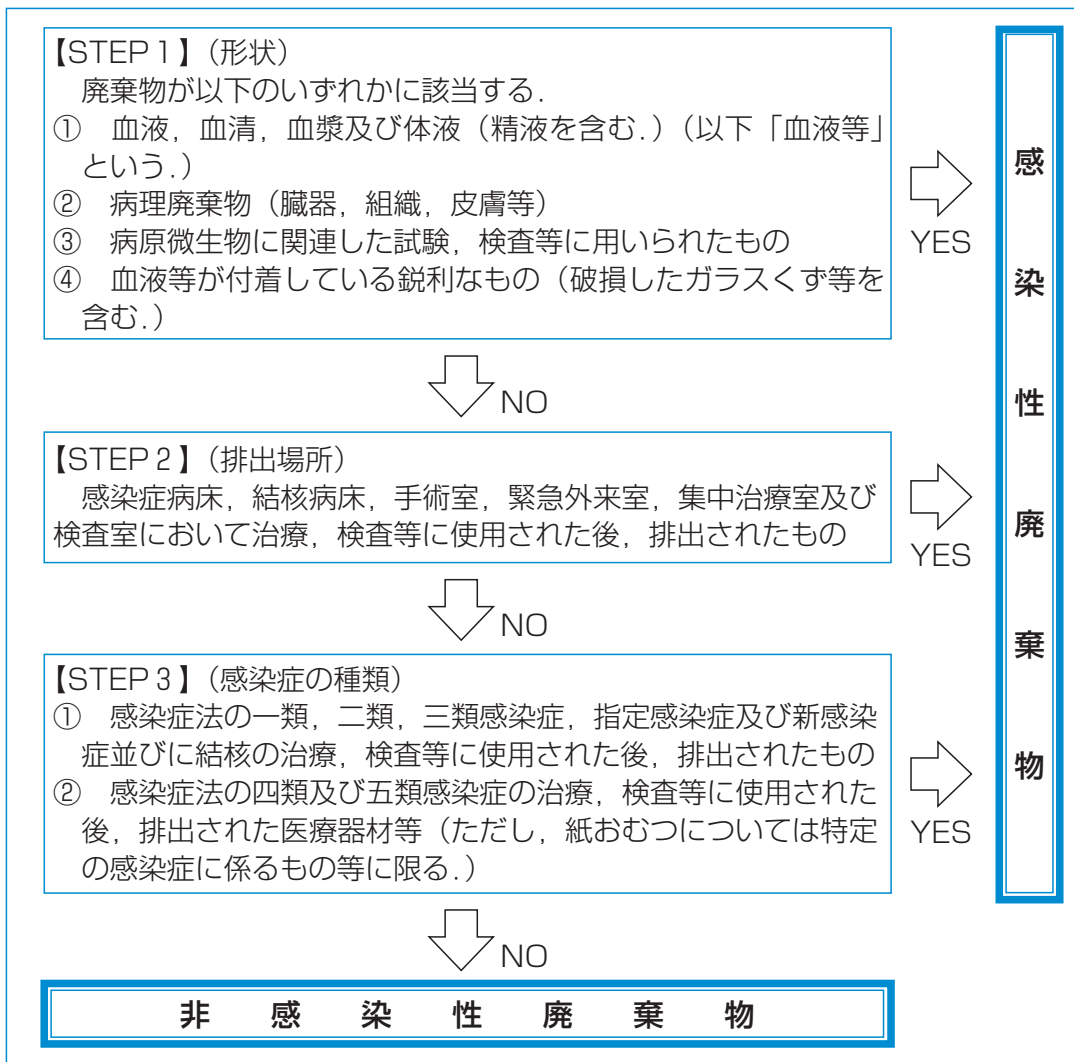 【STEP１】（形状）
廃棄物が以下のいずれかに該当する．
①　血液，血清，血漿及び体液（精液を含む．）（以下「血液等」
という．）
②　病理廃棄物（臓器，組織，皮膚等）
③　病原微生物に関連した試験，検査等に用いられたもの
④　血液等が付着している鋭利なもの（破損したガラスくず等を
含む．）
YES
NO
【STEP２】（排出場所）
感染症病床，結核病床，手術室，緊急外来室，集中治療室及び
検査室において治療，検査等に使用された後，排出されたもの
YES
NO
【STEP３】（感染症の種類）
①　感染症法の一類，二類，三類感染症，指定感染症及び新感染
症並びに結核の治療，検査等に使用された後，排出されたもの
②　感染症法の四類及び五類感染症の治療，検査等に使用された
後，排出された医療器材等（ただし，紙おむつについては特定
の感染症に係るもの等に限る．）
YES
NO
感染性廃棄物
非感染性廃棄物